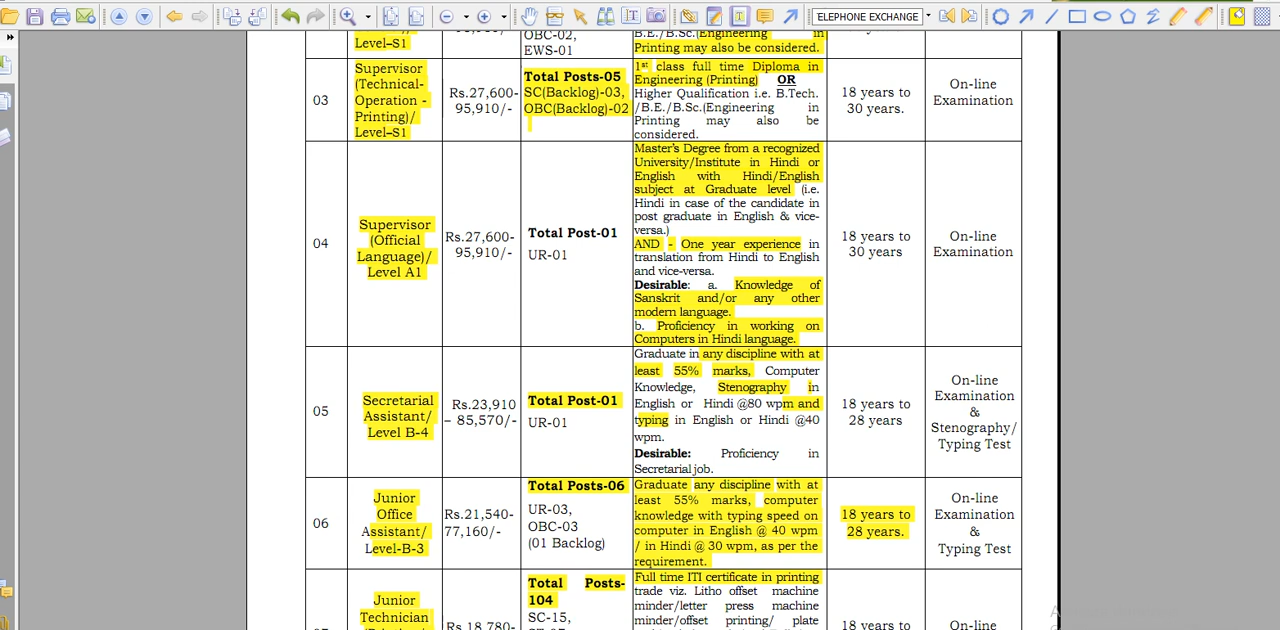 ELEPHONE EXCHANGE
Level–S1
OBC-02,
EWS-01
B.E./B.Sc.(Engineering in
Printing may also be considered.
03
Supervisor
(Technical-
Operation -
Printing)/
Level–S1
Rs.27,600-
95,910/-
Total Posts-05
SC(Backlog)-03,
OBC(Backlog)-02
1st class full time Diploma in
Engineering (Printing) OR
Higher Qualification i.e. B.Tech.
/B.E./B.Sc.(Engineering in
Printing may also be
considered.
18 years to
30 years.
On-line
Examination
04
Supervisor
(Official
Language)/
Level A1
Rs.27,600-
95,910/-
Total Post-01
UR-01
Master's Degree from a recognized
University/Institute in Hindi or
English with Hindi/English
subject at Graduate level (i.e.
Hindi in case of the candidate in
post graduate in English & vice-
versa.)
AND - One year experience in
translation from Hindi to English
and vice-versa.
Desirable: a. Knowledge of
Sanskrit and/or any other
modern language.
b. Proficiency in working on
Computers in Hindi language.
18 years to
30 years
On-line
Examination
05
Secretarial
Assistant/
Level B-4
Rs.23,910
– 85,570/-
Total Post-01
UR-01
Graduate in any discipline with at
least 55% marks, Computer
Knowledge, Stenography in
English or Hindi @80 wpm and
typing in English or Hindi @40
wpm.
Desirable: Proficiency in
Secretarial job.
18 years to
28 years
On-line
Examination
&
Stenography/
Typing Test
06
Junior
Office
Assistant/
Level-B-3
Rs.21,540-
77,160/-
Total Posts-06
UR-03,
OBC-03
(01 Backlog)
Graduate any discipline with at
least 55% marks, computer
knowledge with typing speed on
computer in English @ 40 wpm
/ in Hindi @ 30 wpm, as per the
requirement.
18 years to
28 years.
On-line
Examination
&
Typing Test
Junior
Technician
Rs.18,780-
Total Posts-
104
SC-15,
Full time ITI certificate in printing
trade viz. Litho offset machine
minder/letter press machine
minder/offset printing/ plate
18 years to
On-line